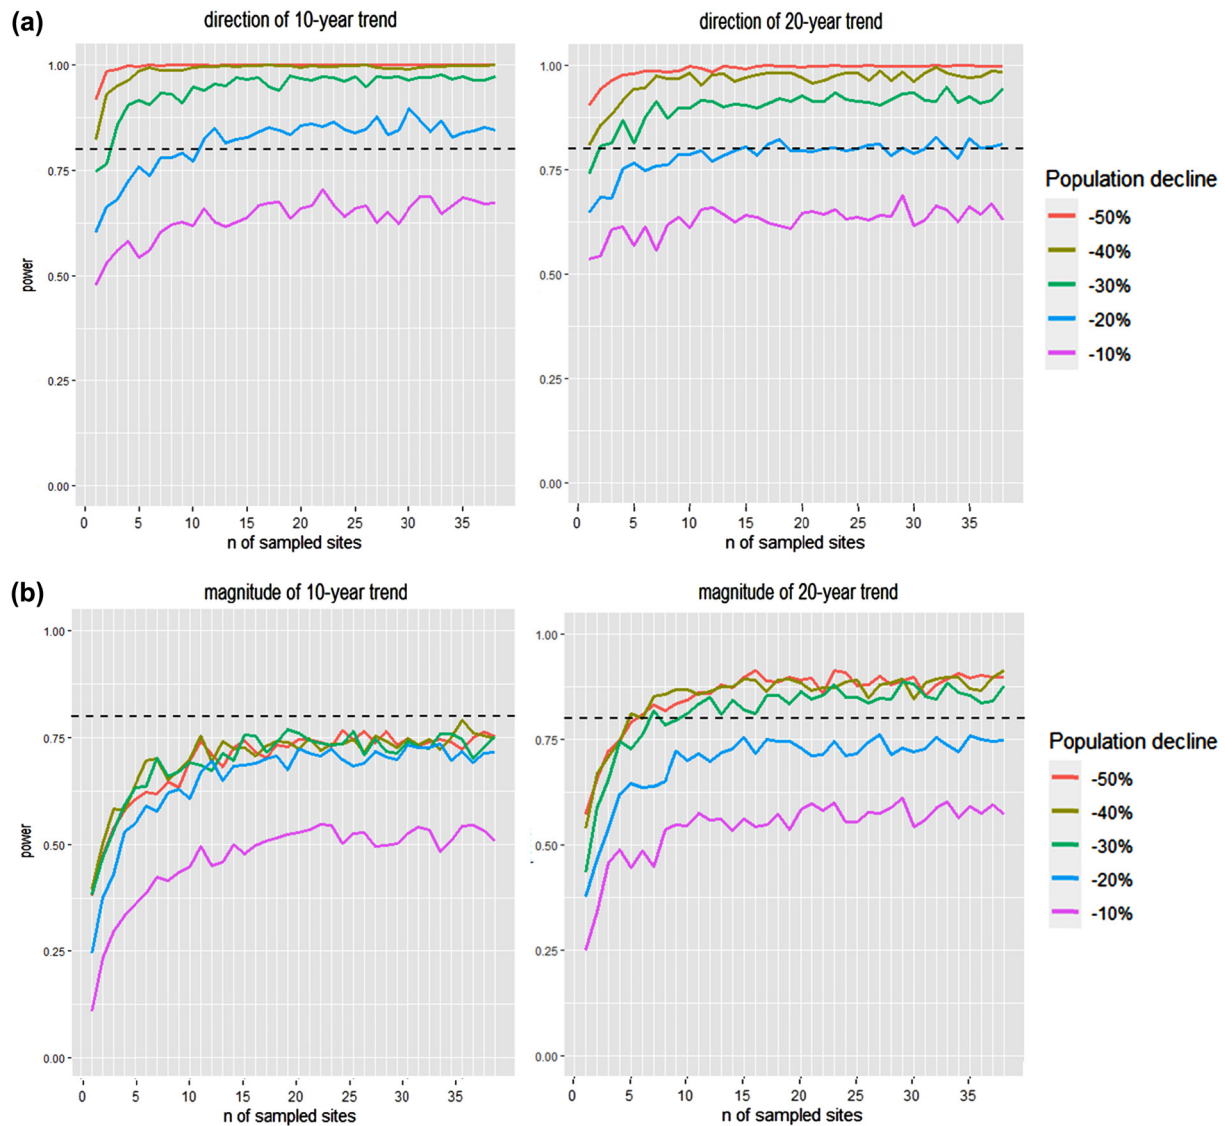 (a)
direction of 10-year trend
direction of 20-year trend
1.00
0.75
0.50
0.25
0.00
power
0 5 10 15 20 25 30 35
n of sampled sites
1.00
0.75
0.50
0.25
0.00
0 5 10 15 20 25 30 35
n of sampled sites
Population decline
-50%
-40%
-30%
-20%
-10%
(b)
magnitude of 10-year trend
magnitude of 20-year trend
1.00
0.75
0.50
0.25
0.00
power
0 5 10 15 20 25 30 35
n of sampled sites
1.00
0.75
0.50
0.25
0.00
0 5 10 15 20 25 30 35
n of sampled sites
Population decline
-50%
-40%
-30%
-20%
-10%